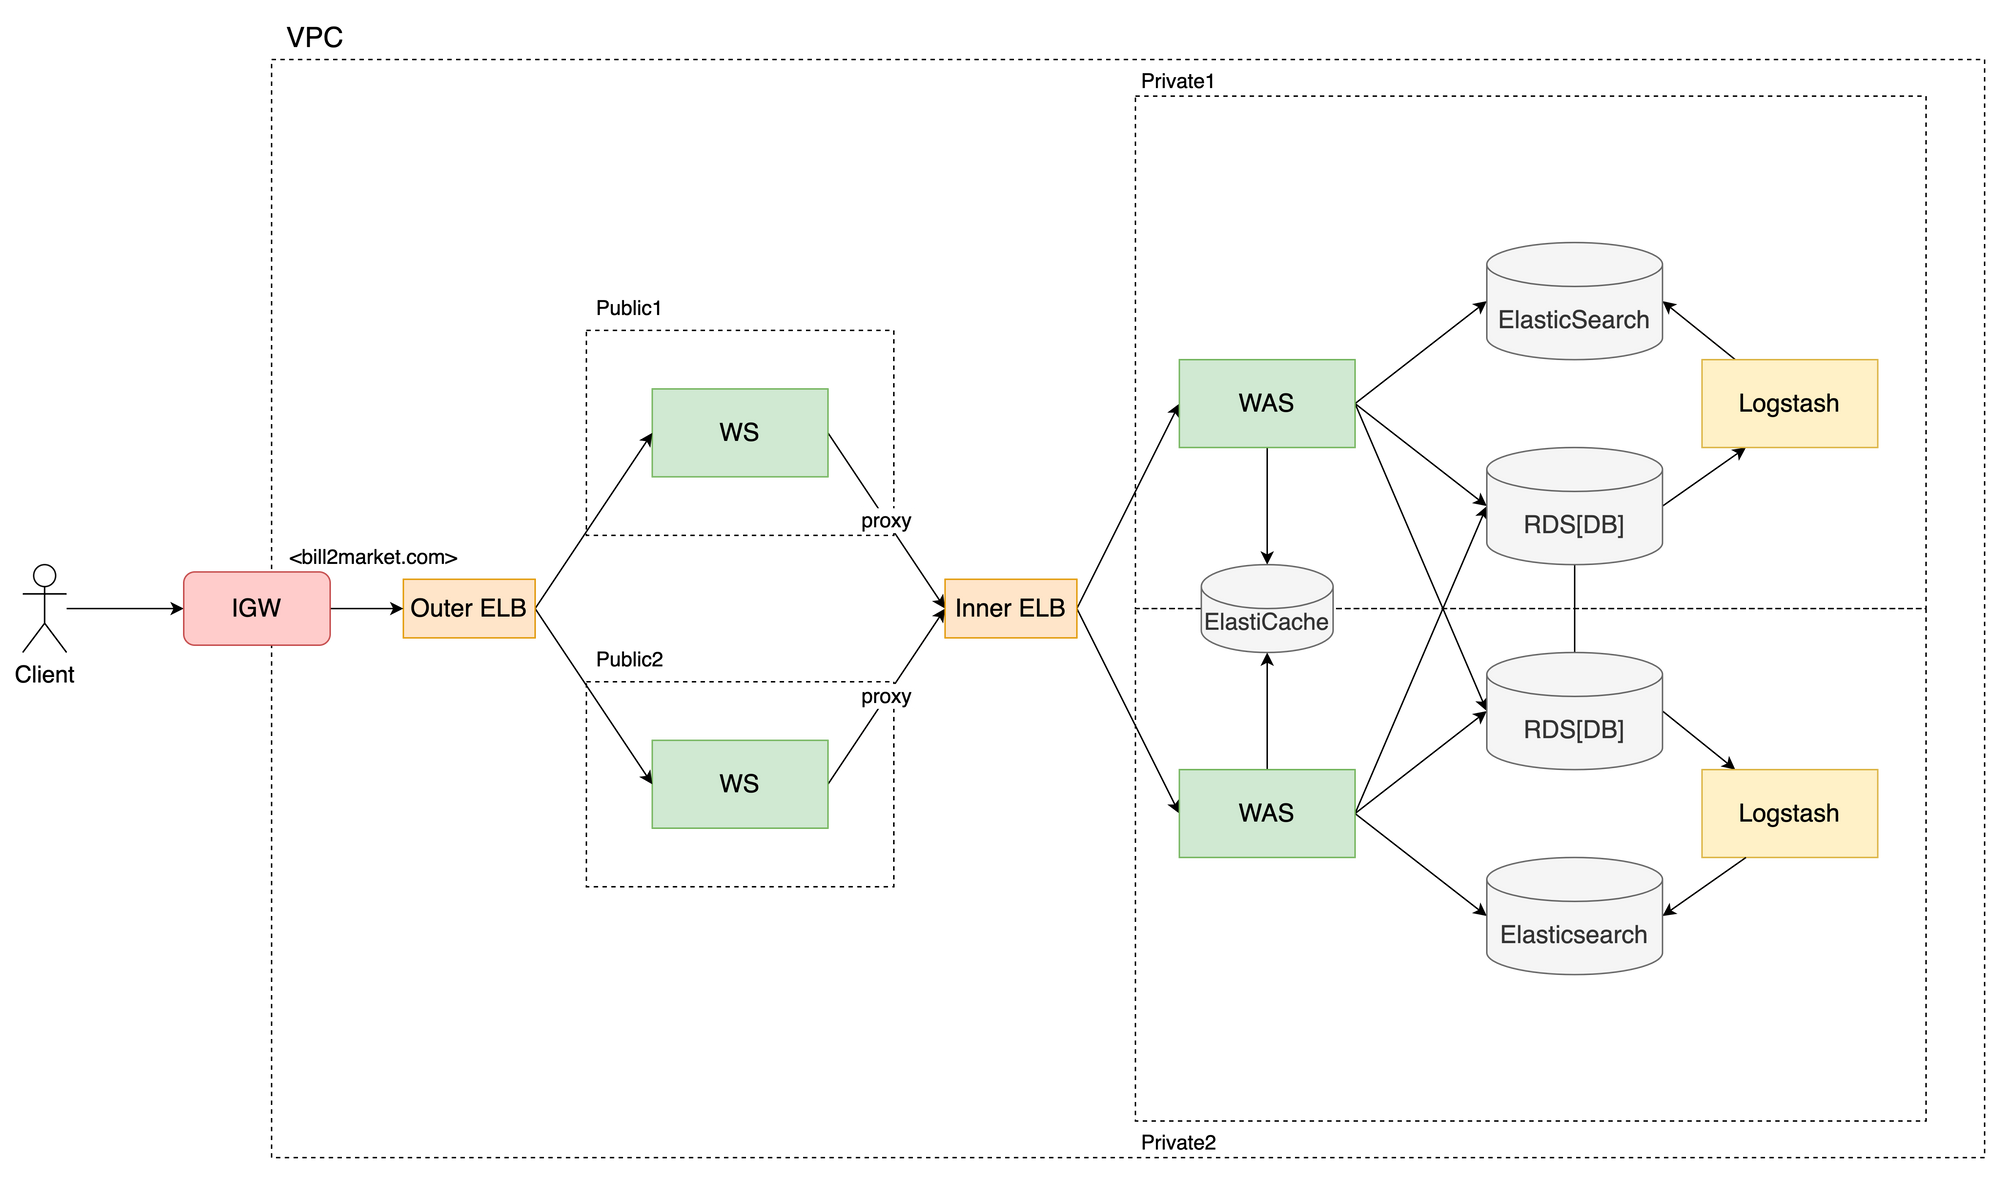 VPC
Private1
Public1
WS
proxy
<bill2market.com>
Client
IGW
Outer ELB
Public2
WS
proxy
Inner ELB
WAS
ElastiCache
WAS
ElasticSearch
Logstash
RDS[DB]
RDS[DB]
Logstash
Elasticsearch
Private2